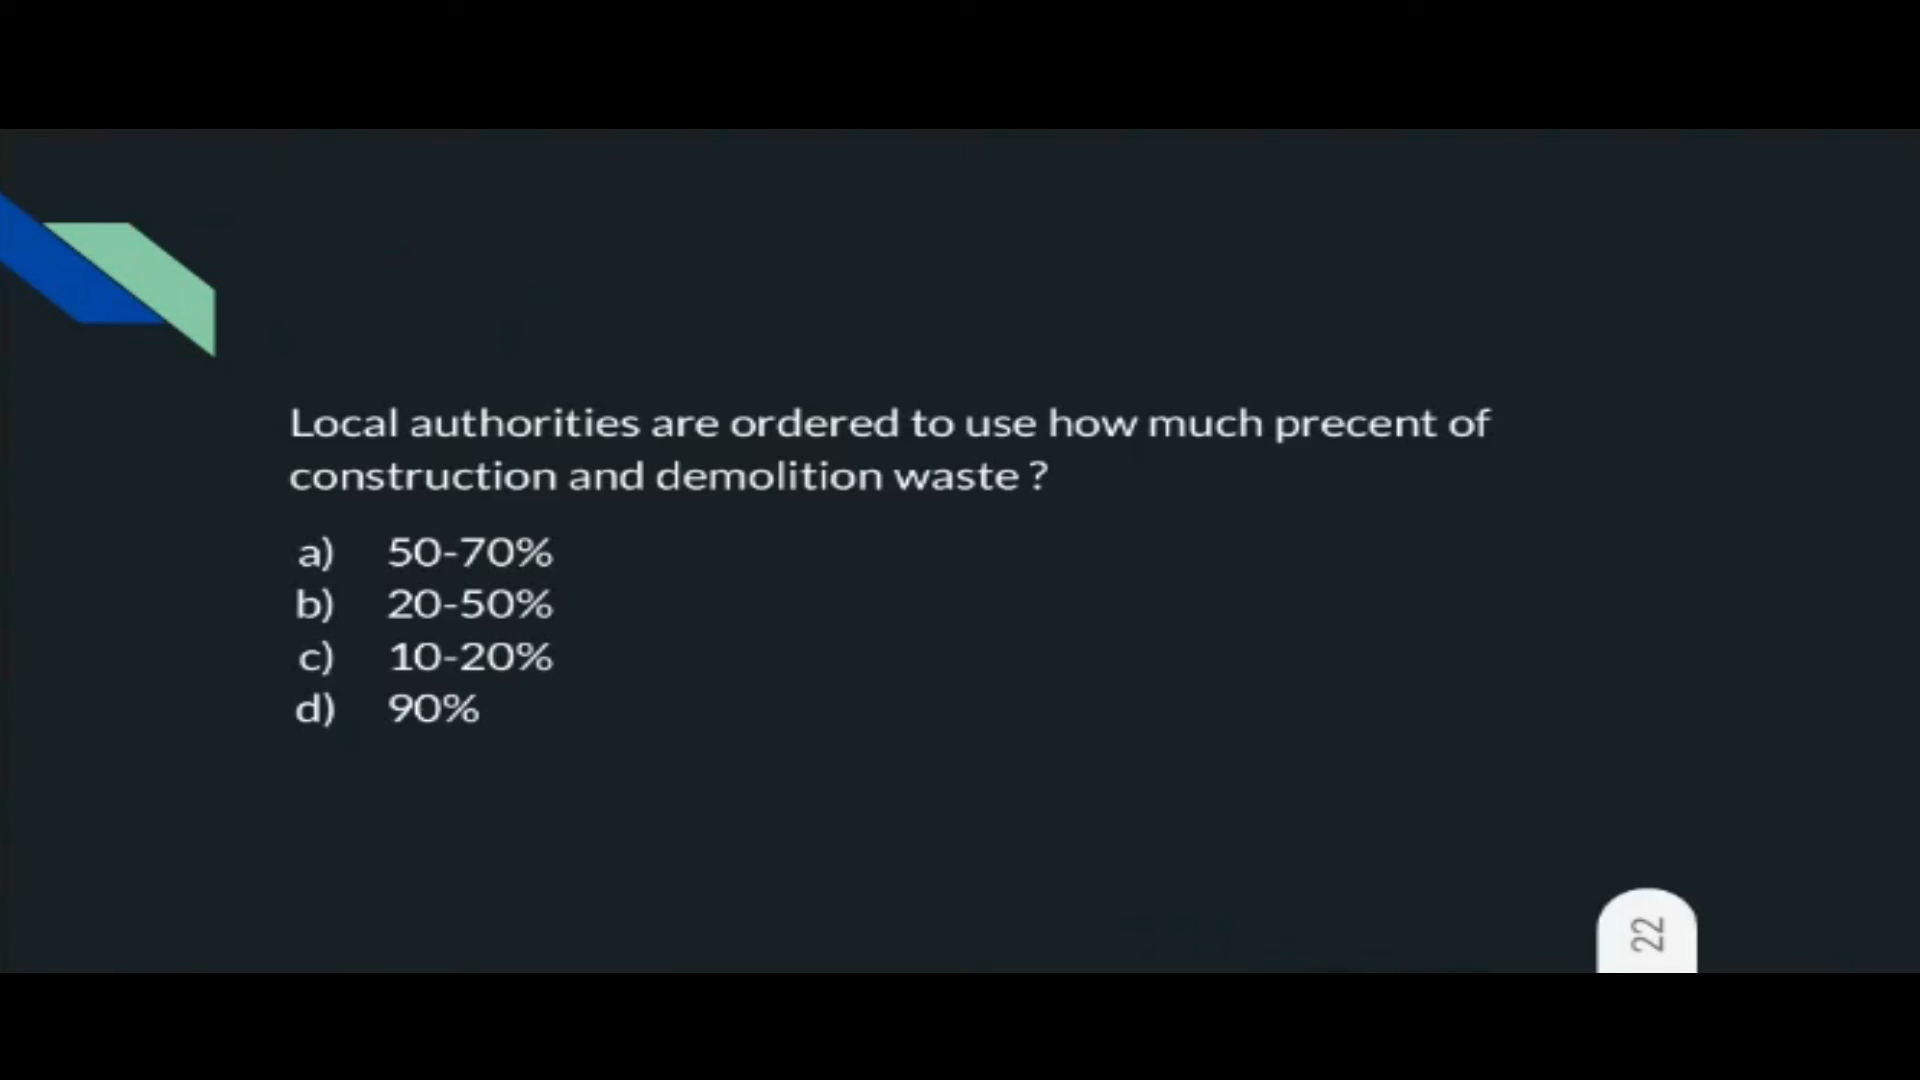 Local authorities are ordered to use how much precent of
construction and demolition waste ?
a) 50-70%
b) 20-50%
c) 10-20%
d) 90%
22